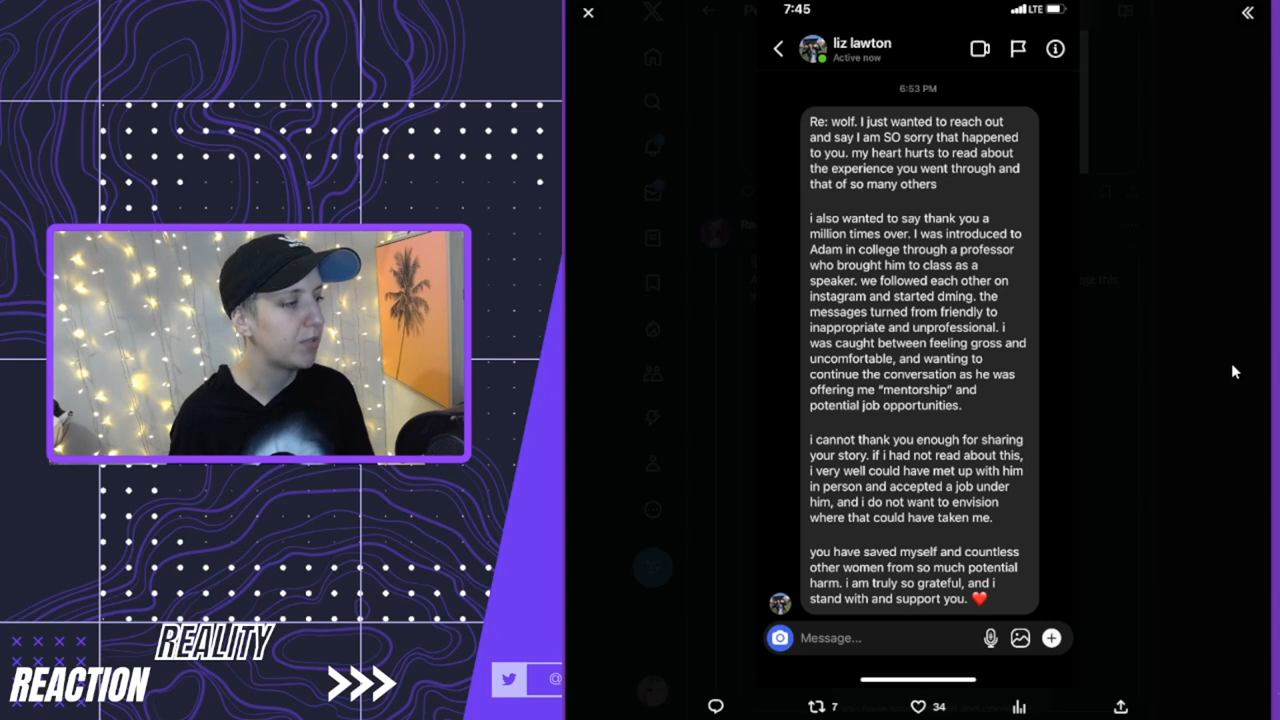 7:45
LTE
liz lawton
Active now
6:53 PM
Re: wolf. I just wanted to reach out
and say I am SO sorry that happened
to you. my heart hurts to read about
the experience you went through and
that of so many others
i also wanted to say thank you a
million times over. I was introduced to
Adam in college through a professor
who brought him to class as a
speaker. we followed each other on
instagram and started dming. the
messages turned from friendly to
inappropriate and unprofessional. i
was caught between feeling gross and
uncomfortable, and wanting to
continue the conversation as he was
offering me “mentorship” and
potential job opportunities.
i cannot thank you enough for sharing
your story. if i had not read about this,
i very well could have met up with him
in person and accepted a job under
him, and i do not want to envision
where that could have taken me.
you have saved myself and countless
other women from so much potential
harm. i am truly so grateful, and i
stand with and support you. ❤️
Message...
7
34
REALITY
REACTION
@